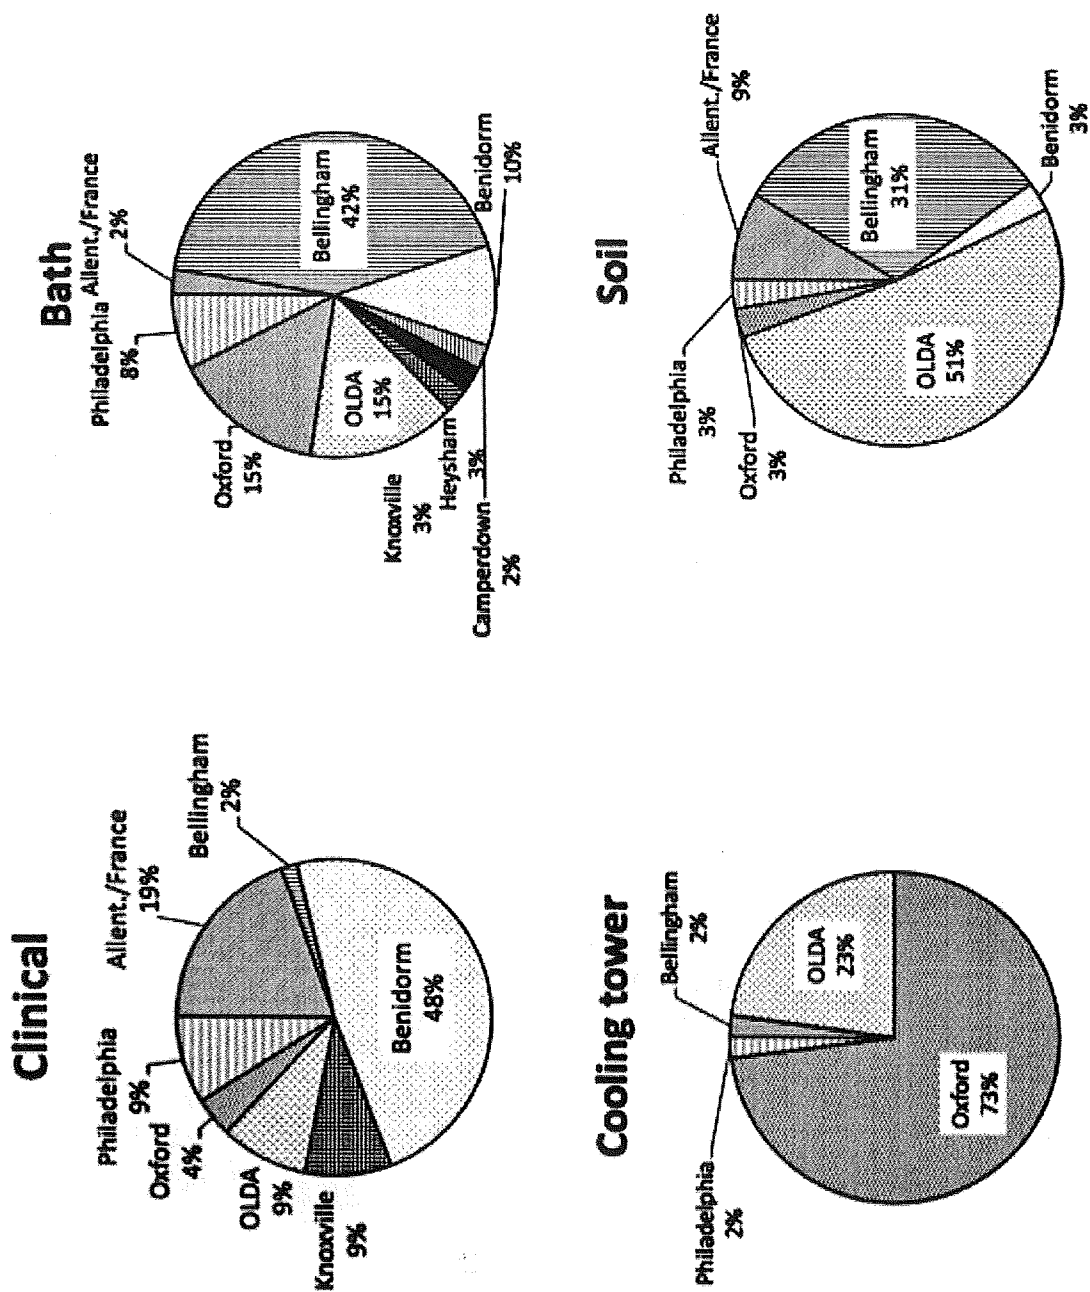 Clinical
Allent./France
19%
Bellingham
2%
Benidorm
48%
Knoxville
9%
OLDA
9%
Oxford
4%
Philadelphia
9%
Bath
Allent./France
2%
Bellingham
42%
Benidorm
10%
Camperdown
2%
Heysham
3%
Knoxville
3%
OLDA
15%
Oxford
15%
Philadelphia
8%
Cooling tower
Bellingham
2%
OLDA
23%
Oxford
73%
Philadelphia
2%
Soil
Allent./France
9%
Bellingham
31%
Benidorm
3%
OLDA
51%
Oxford
3%
Philadelphia
3%